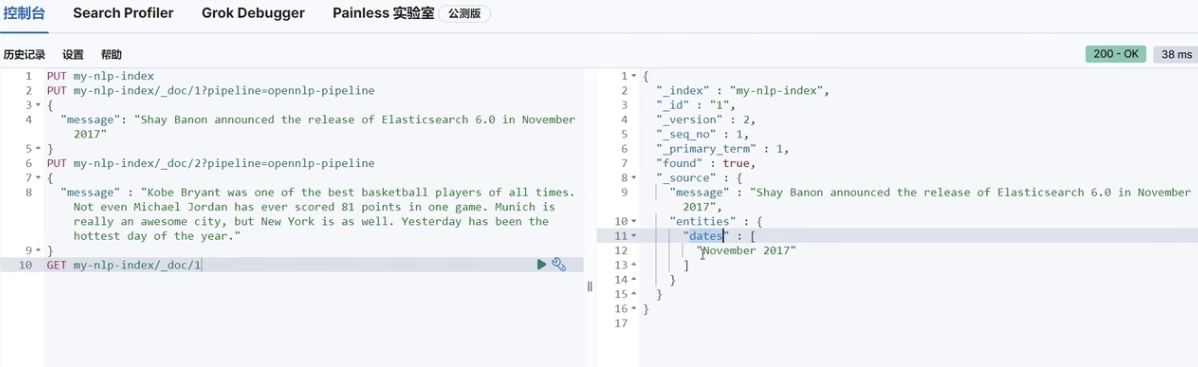 控制台 Search Profiler Grok Debugger Painless 实验室 公测版
历史记录 设置 帮助 200 - OK 38 ms
1 PUT my-nlp-index
2 PUT my-nlp-index/_doc/1?pipeline=opennlp-pipeline
3 {
4 "message": "Shay Banon announced the release of Elasticsearch 6.0 in November
2017"
5 }
6 PUT my-nlp-index/_doc/2?pipeline=opennlp-pipeline
7 {
8 "message" : "Kobe Bryant was one of the best basketball players of all times.
Not even Michael Jordan has ever scored 81 points in one game. Munich is
really an awesome city, but New York is as well. Yesterday has been the
hottest day of the year."
9 }
10 GET my-nlp-index/_doc/1
1 {
2 "_index" : "my-nlp-index",
3 "_id" : "1",
4 "_version" : 2,
5 "_seq_no" : 1,
6 "_primary_term" : 1,
7 "found" : true,
8 "_source" : {
9 "message" : "Shay Banon announced the release of Elasticsearch 6.0 in November
2017",
10 "entities" : {
11 "dates" : [
12 "November 2017"
13 ]
14 }
15 }
16 }
17